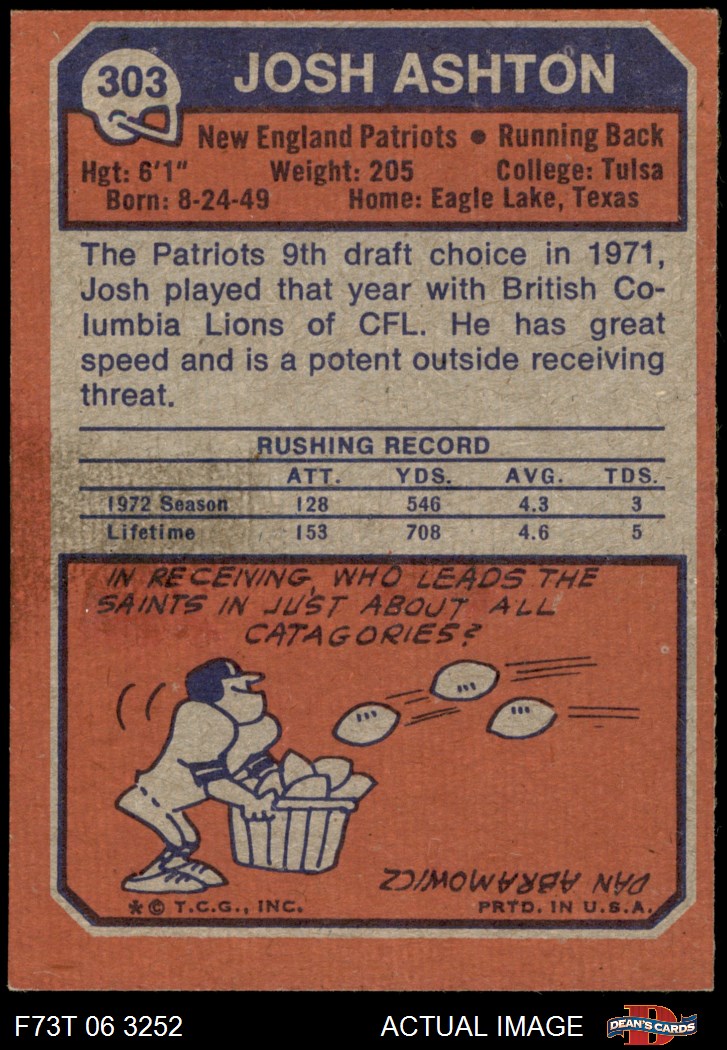 303
JOSH ASHTON
New England Patriots • Running Back
Hgt: 6'1" Weight: 205 College: Tulsa
Born: 8-24-49 Home: Eagle Lake, Texas
The Patriots 9th draft choice in 1971,
Josh played that year with British Co-
lumbia Lions of CFL. He has great
speed and is a potent outside receiving
threat.
RUSHING RECORD
ATT. YDS. AVG. TDS.
1972 Season 128 546 4.3 3
Lifetime 153 708 4.6 5
IN RECEIVING, WHO LEADS THE
SAINTS IN JUST ABOUT ALL
CATAGORIES?
DAN ABRAMOWICZ
* © T.C.G., INC. PRTD. IN U.S.A.
F73T 06 3252 ACTUAL IMAGE D DEAN'S CARDS